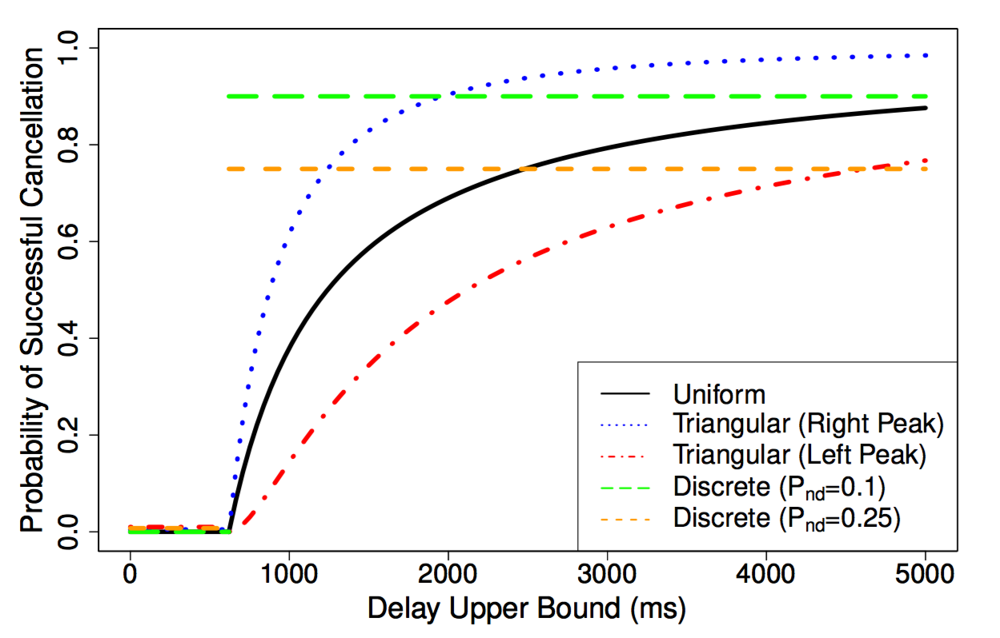 Probability of Successful Cancellation
1.0
0.8
0.6
0.4
0.2
0.0
Uniform
Triangular (Right Peak)
Triangular (Left Peak)
Discrete (Pnd=0.1)
Discrete (Pnd=0.25)
0 1000 2000 3000 4000 5000
Delay Upper Bound (ms)